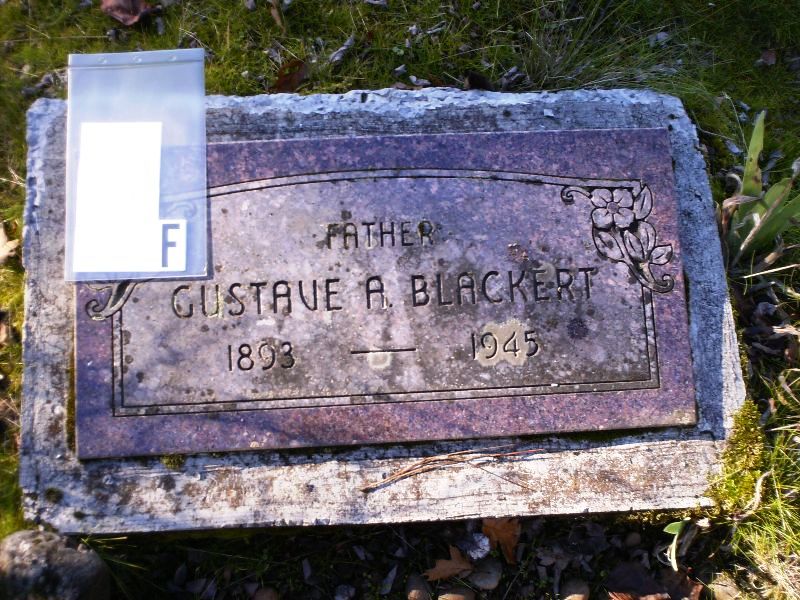 F
FATHER
GUSTAVE A. BLACKERT
1893 — 1945